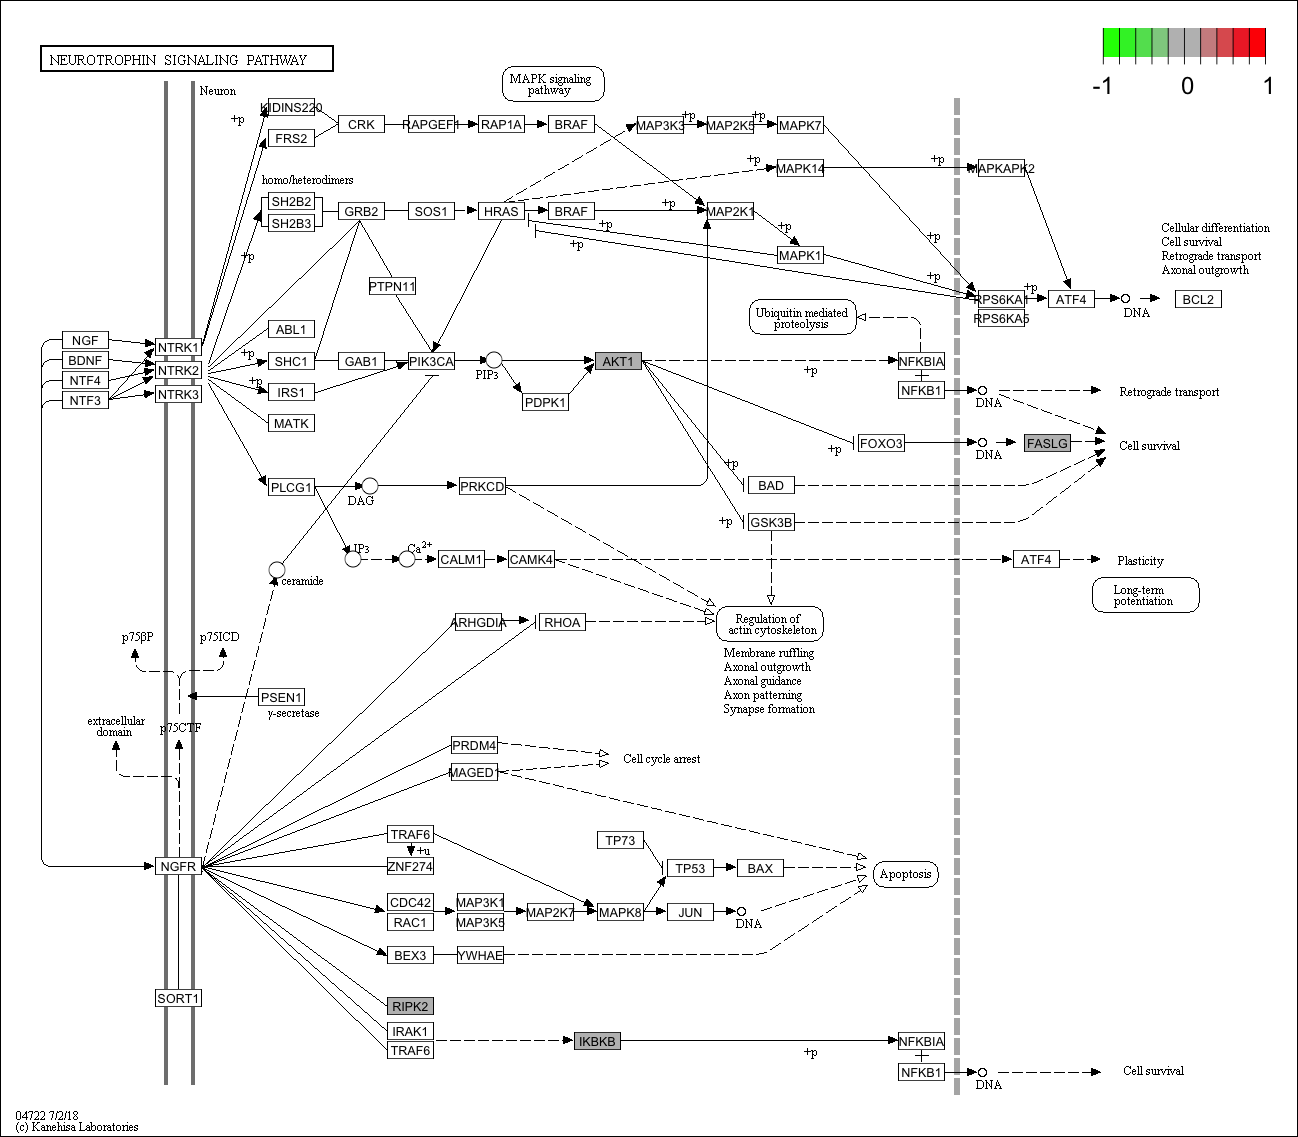 NEUROTROPHIN SIGNALING PATHWAY
-1
0
1
Neuron
MAPK signaling
pathway
+p
KIDINS220
FRS2
CRK
RAPGEF1
RAP1A
BRAF
MAP3K3
+p
MAP2K5
+p
MAPK7
homo/heterodimers
+p
MAPK14
+p
MAPKAPK2
SH2B2
SH2B3
GRB2
SOS1
HRAS
BRAF
+p
MAP2K1
+p
+p
+p
MAPK1
+p
+p
Cellular differentiation
Cell survival
Retrograde transport
Axonal outgrowth
PTPN11
RPS6KA1
+p
RPS6KA5
ATF4
DNA
BCL2
Ubiquitin mediated
proteolysis
NGF
BDNF
NTF4
NTF3
NTRK1
NTRK2
NTRK3
ABL1
+p
SHC1
GAB1
PIK3CA
PIP3
AKT1
+p
NFKBIA
+p
IRS1
PDPK1
NFKB1
DNA
Retrograde transport
MATK
FOXO3
+p
DNA
FASLG
Cell survival
PLCG1
DAG
PRKCD
+p
BAD
+p
GSK3B
IP3
Ca2+
CALM1
CAMK4
ATF4
Plasticity
ceramide
Long-term
potentiation
ARHGDIA
RHOA
Regulation of
actin cytoskeleton
Membrane ruffling
Axonal outgrowth
Axonal guidance
Axon patterning
Synapse formation
p75βP
p75ICD
PSEN1
γ-secretase
extracellular
domain
p75CTF
PRDM4
MAGED1
Cell cycle arrest
TRAF6
+u
ZNF274
NGFR
TP73
TP53
BAX
Apoptosis
CDC42
RAC1
MAP3K1
MAP3K5
MAP2K7
MAPK8
JUN
DNA
BEX3
YWHAE
SORT1
RIPK2
IRAK1
TRAF6
IKBKB
+p
NFKBIA
NFKB1
DNA
Cell survival
04722 7/2/18
(c) Kanehisa Laboratories